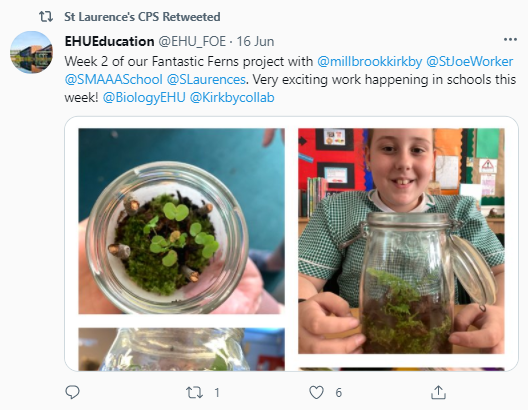 St Laurence's CPS Retweeted
EHUEducation @EHU_FOE · 16 Jun
Week 2 of our Fantastic Ferns project with @millbrookkirkby @StJoeWorker
@SMAAASchool @SLaurences. Very exciting work happening in schools this
week! @BiologyEHU @Kirkbycollab
1 6